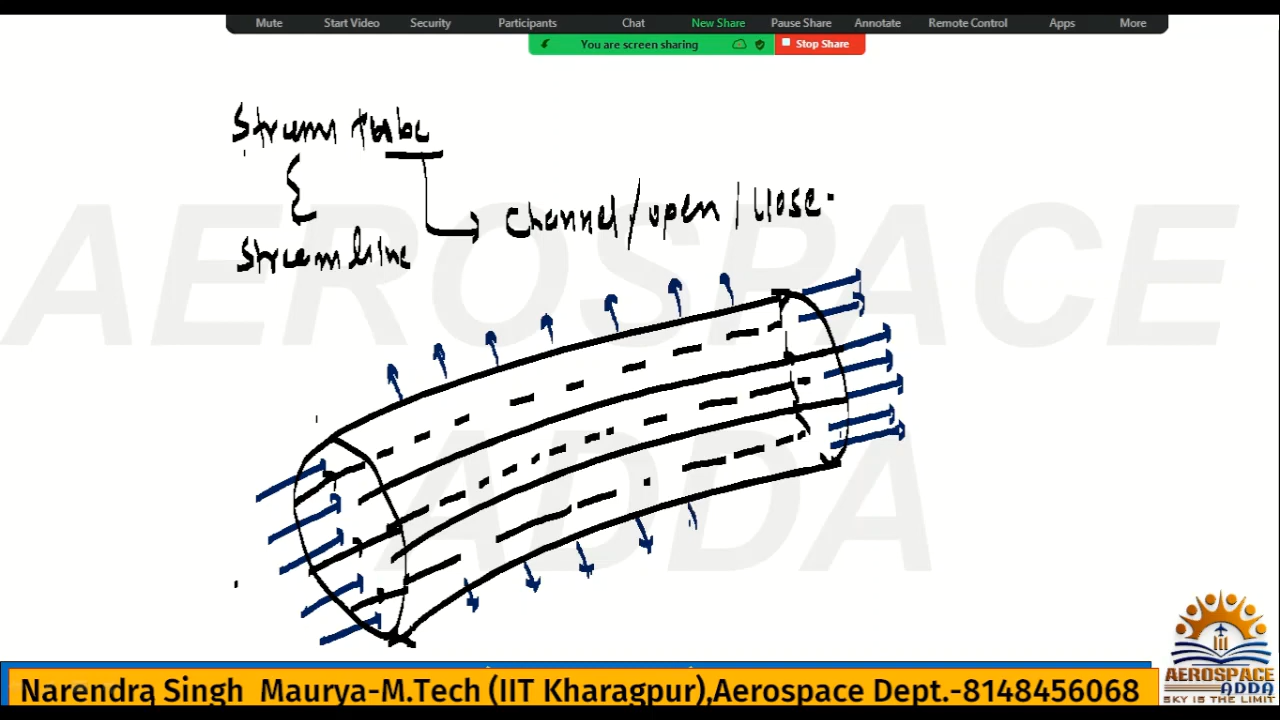 Mute Start Video Security Participants Chat New Share Pause Share Annotate Remote Control Apps More
You are screen sharing Stop Share
Stream tube
Channel/open/close.
Streamline
AEROSPACE
ADDA
Narendra Singh Maurya-M.Tech (IIT Kharagpur),Aerospace Dept.-8148456068
AEROSPACE
ADDA
SKY IS THE LIMIT